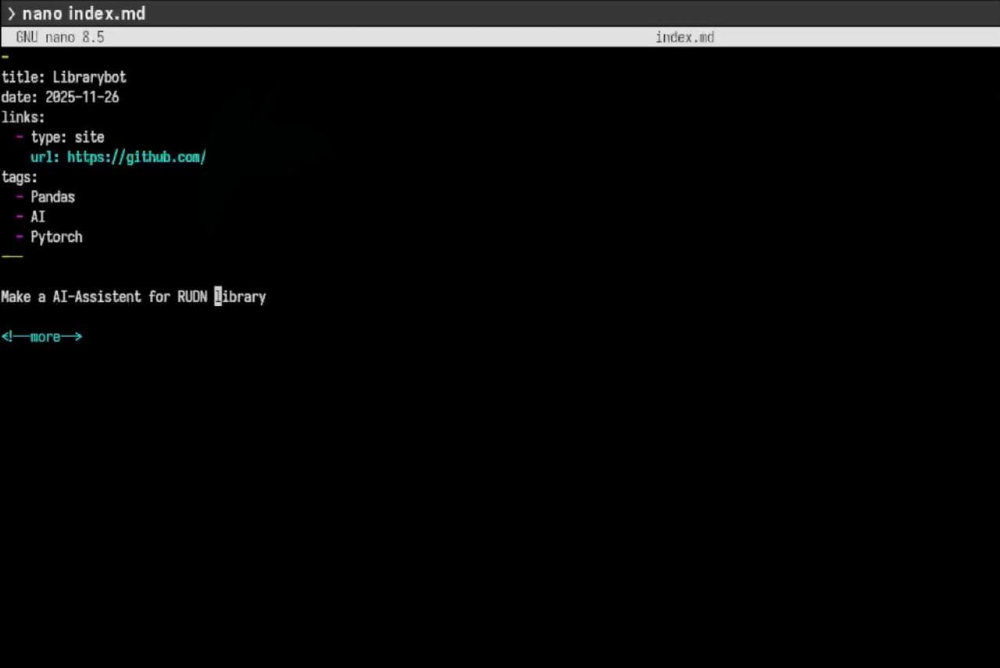 ❯ nano index.md
GNU nano 8.5 index.md
-
title: Librarybot
date: 2025-11-26
links:
  - type: site
    url: https://github.com/
tags:
  - Pandas
  - AI
  - Pytorch
---
Make a AI-Assistent for RUDN library
<!--more-->